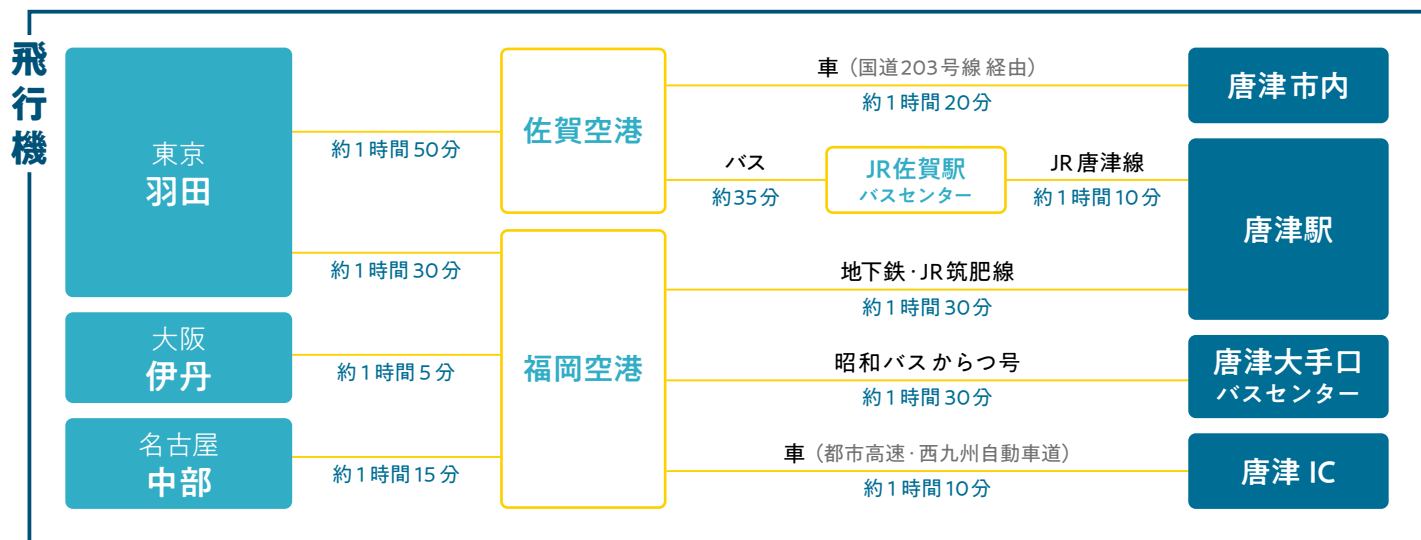 飛行機
東京
羽田
約1時間50分
約1時間30分
大阪
伊丹
約1時間5分
名古屋
中部
約1時間15分
佐賀空港
福岡空港
車（国道203号線 経由）
約1時間20分
唐津市内
バス
約35分
JR佐賀駅
バスセンター
JR唐津線
約1時間10分
唐津駅
地下鉄・JR筑肥線
約1時間30分
昭和バス からつ号
約1時間30分
唐津大手口
バスセンター
車（都市高速・西九州自動車道）
約1時間10分
唐津 IC